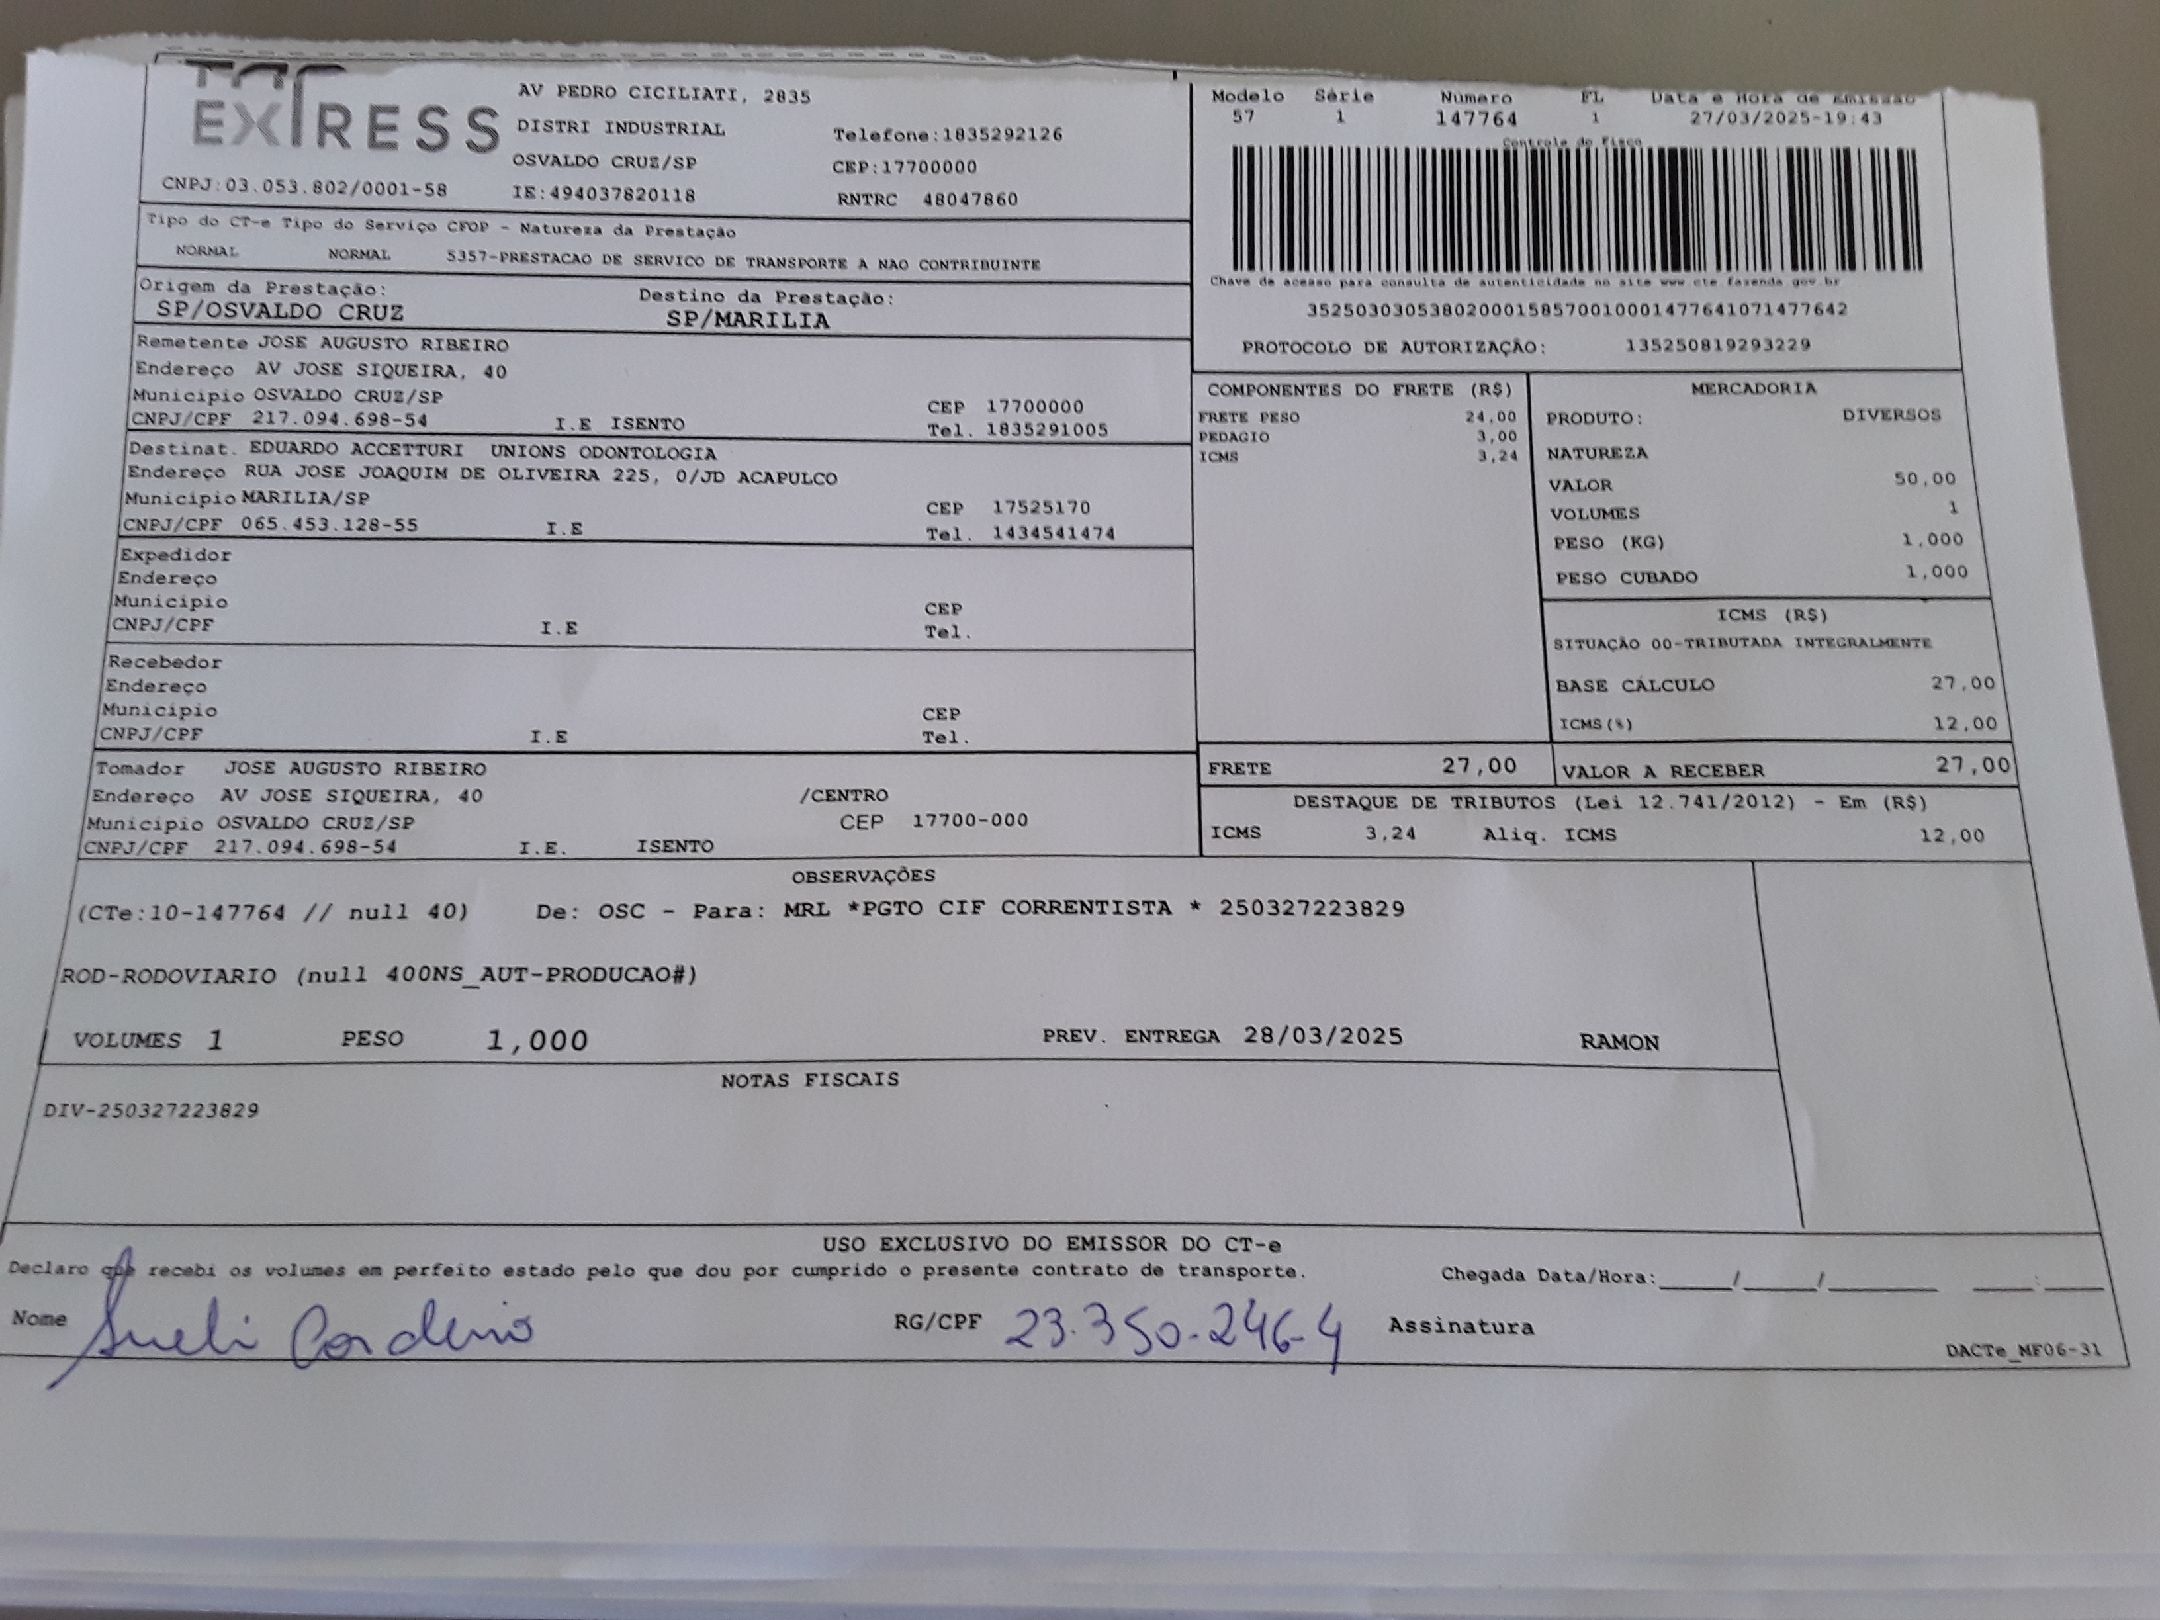 EXPRESS
AV PEDRO CICILIATI, 2835
DISTRI INDUSTRIAL
Telefone:1835292126
OSVALDO CRUZ/SP
CEP:17700000
CNPJ:03.053.802/0001-58
IE:494037820118
RNTRC 48047860
Modelo Série Numero FL Data e Hora de Emissão
57 1 147764 1 27/03/2025-19:43
Controle do Fisco
Chave de acesso para consulta de autenticidade no site www cte fazenda gov.br
35250303053802000158570010001477641071477642
PROTOCOLO DE AUTORIZAÇÃO: 135250819293229
Tipo do CT-e Tipo do Serviço CFOP - Natureza da Prestação
NORMAL NORMAL 5357-PRESTACAO DE SERVICO DE TRANSPORTE A NAO CONTRIBUINTE
Origem da Prestação: Destino da Prestação:
SP/OSVALDO CRUZ SP/MARILIA
Remetente JOSE AUGUSTO RIBEIRO
Endereço AV JOSE SIQUEIRA, 40
Municipio OSVALDO CRUZ/SP CEP 17700000
CNPJ/CPF 217.094.698-54 I.E ISENTO Tel. 1835291005
Destinat. EDUARDO ACCETTURI UNIONS ODONTOLOGIA
Endereço RUA JOSE JOAQUIM DE OLIVEIRA 225, 0/JD ACAPULCO
Municipio MARILIA/SP CEP 17525170
CNPJ/CPF 065.453.128-55 I.E Tel. 1434541474
Expedidor
Endereço
Municipio CEP
CNPJ/CPF I.E Tel.
Recebedor
Endereço
Municipio CEP
CNPJ/CPF I.E Tel.
Tomador JOSE AUGUSTO RIBEIRO
Endereço AV JOSE SIQUEIRA, 40 /CENTRO
Municipio OSVALDO CRUZ/SP CEP 17700-000
CNPJ/CPF 217.094.698-54 I.E. ISENTO
COMPONENTES DO FRETE (R$)
FRETE PESO 24,00
PEDAGIO 3,00
ICMS 3,24
MERCADORIA
PRODUTO: DIVERSOS
NATUREZA
VALOR 50,00
VOLUMES 1
PESO (KG) 1,000
PESO CUBADO 1,000
ICMS (R$)
SITUAÇÃO 00-TRIBUTADA INTEGRALMENTE
BASE CÁLCULO 27,00
ICMS(%) 12,00
FRETE 27,00 VALOR A RECEBER 27,00
DESTAQUE DE TRIBUTOS (Lei 12.741/2012) - Em (R$)
ICMS 3,24 Aliq. ICMS 12,00
OBSERVAÇÕES
(CTe:10-147764 // null 40) De: OSC - Para: MRL *PGTO CIF CORRENTISTA * 250327223829
ROD-RODOVIARIO (null 400NS_AUT-PRODUCAO#)
VOLUMES 1 PESO 1,000 PREV. ENTREGA 28/03/2025 RAMON
NOTAS FISCAIS
DIV-250327223829
USO EXCLUSIVO DO EMISSOR DO CT-e
Declaro que recebi os volumes em perfeito estado pelo que dou por cumprido o presente contrato de transporte. Chegada Data/Hora:_____/_____/_______ ____:____
Nome Sueli Cordeiro RG/CPF 23.350.246-4 Assinatura
DACTe_MF06-31